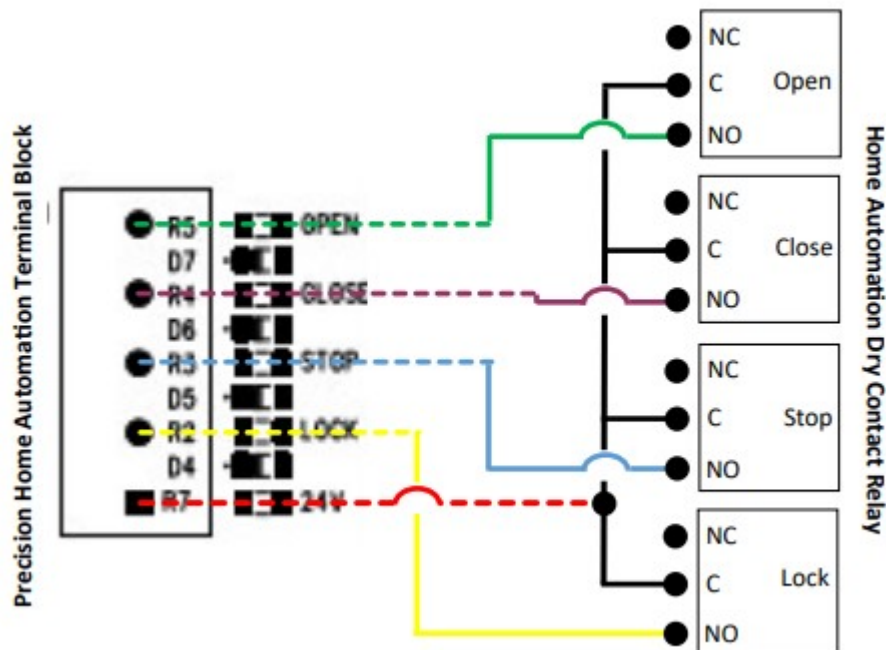 Precision Home Automation Terminal Block
R5 OPEN
D7
R4 CLOSE
D6
R3 STOP
D5
R2 LOCK
D4
R7 24V
NC
C Open
NO
NC
C Close
NO
NC
C Stop
NO
NC
C Lock
NO
Home Automation Dry Contact Relay